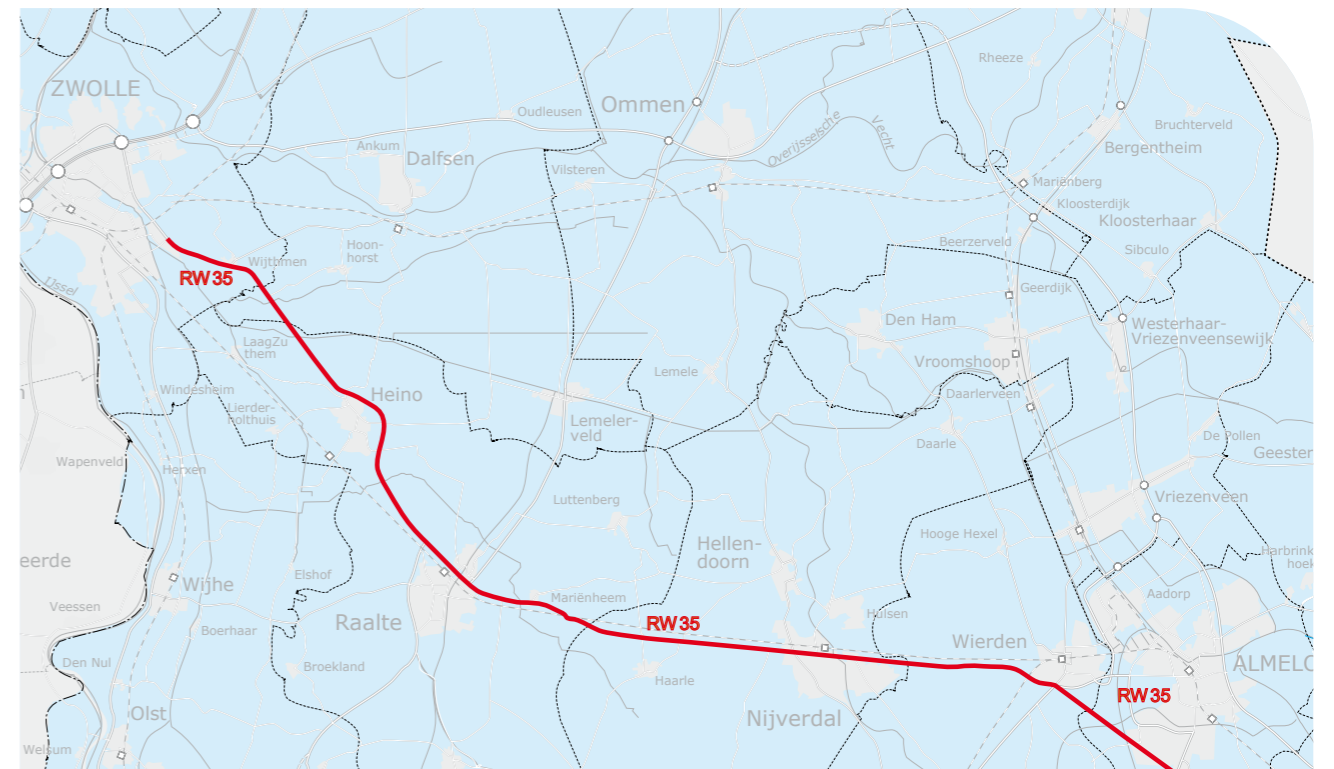 Rheeze
ZWOLLE
Ommen
Oudleusen
Bruchterveld
Overijsselsche
Vecht
Ankum
Dalfsen
Bergentheim
Vilsteren
Mariënberg
Kloosterdijk
Kloosterhaar
Hoon-
horst
Beerzerveld
Sibculo
Wijthmen
RW35
IJssel
Geerdijk
Den Ham
Westerhaar-
Vriezenveensewijk
LaagZu
them
Vroomshoop
Lemele
Windesheim
Heino
Daarlerveen
Lierder-
holthuis
Lemeler-
veld
Daarle
De Pollen
Geester
Wapenveld
Herxen
Luttenberg
Vriezenveen
Hooge Hexel
Hellen-
doorn
Harbrink
hoek
eerde
Elshof
Wijhe
Mariënheem
Aadorp
Veessen
Raalte
RW35
Hulsen
Boerhaar
Wierden
Den Nul
Broekland
ALMELO
Haarle
RW35
Olst
Nijverdal
Welsum